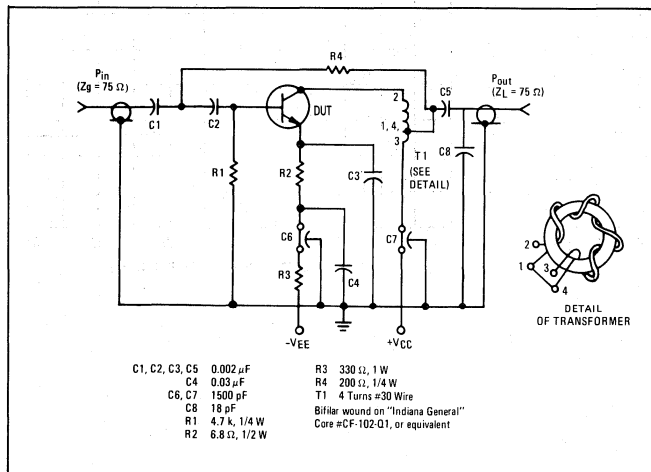 R4
Pin
(Zg = 75 Ω)
Pout
(ZL = 75 Ω)
C1
C2
DUT
2
1, 4,
3
C5
C8
T1
(SEE
DETAIL)
R1
R2
C3
C6
C7
R3
C4
2
1
3
4
DETAIL
OF TRANSFORMER
-VEE
+VCC
C1, C2, C3, C5 0.002 μF
C4 0.03 μF
C6, C7 1500 pF
C8 18 pF
R1 4.7 k, 1/4 W
R2 6.8 Ω, 1/2 W
R3 330 Ω, 1 W
R4 200 Ω, 1/4 W
T1 4 Turns #30 Wire
Bifilar wound on "Indiana General"
Core #CF-102-Q1, or equivalent